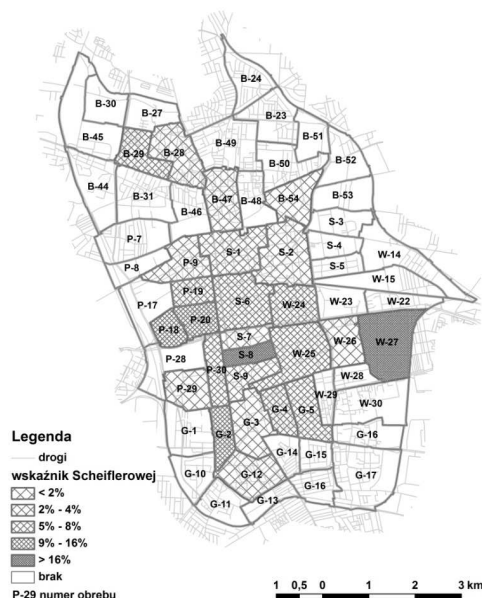 B-24
B-30
B-27
B-23
B-45
B-29
B-28
B-49
B-51
B-50
B-52
B-44
B-31
B-47
B-48
B-54
B-53
B-46
S-3
P-7
S-4
P-8
P-9
S-1
S-2
S-5
W-14
W-15
P-17
P-19
S-6
W-24
W-23
W-22
P-18
P-20
S-7
W-26
W-27
P-28
S-8
W-25
P-30
S-9
W-28
P-29
W-29
W-30
G-1
G-2
G-3
G-4
G-5
G-16
G-14
G-15
G-10
G-12
G-16
G-17
G-11
G-13
Legenda
drogi
wskaźnik Scheiflerowej
< 2%
2% - 4%
5% - 8%
9% - 16%
> 16%
brak
P-29 numer obrębu
1 0,5 0 1 2 3 km